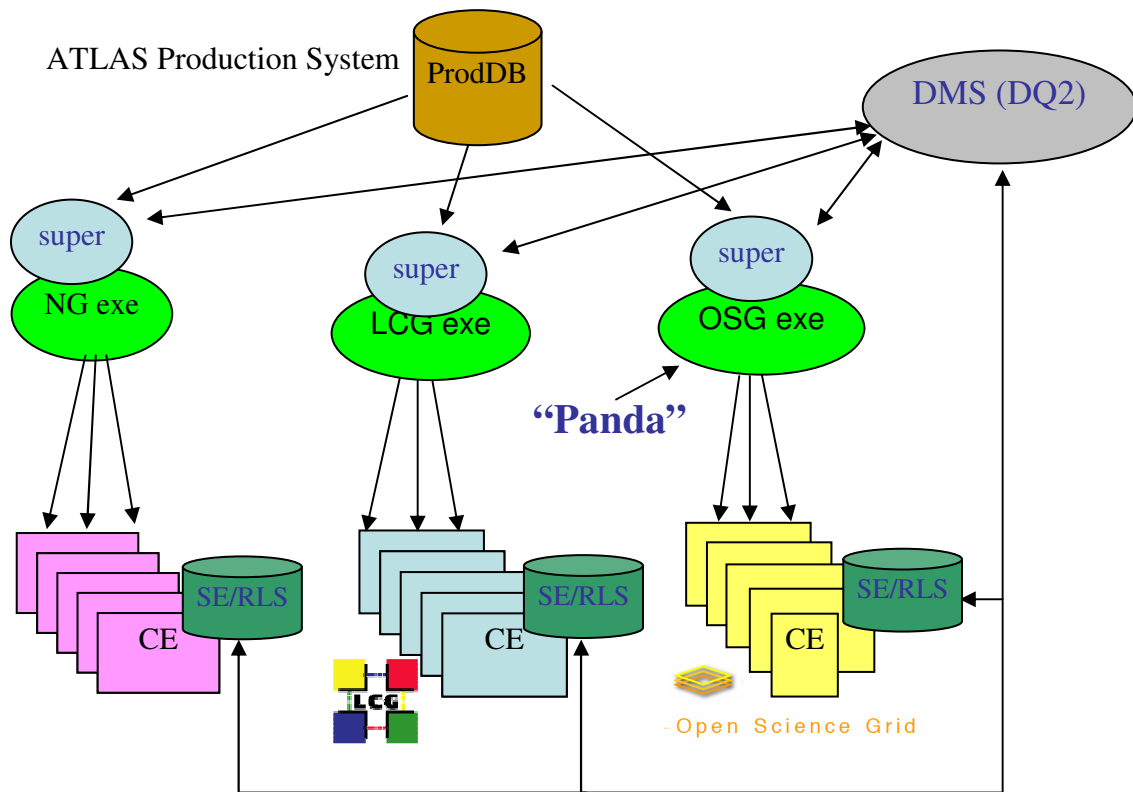 ATLAS Production System
ProdDB
DMS (DQ2)
super
NG exe
super
LCG exe
super
OSG exe
“Panda”
SE/RLS
CE
SE/RLS
CE
SE/RLS
CE
LCG
Open Science Grid